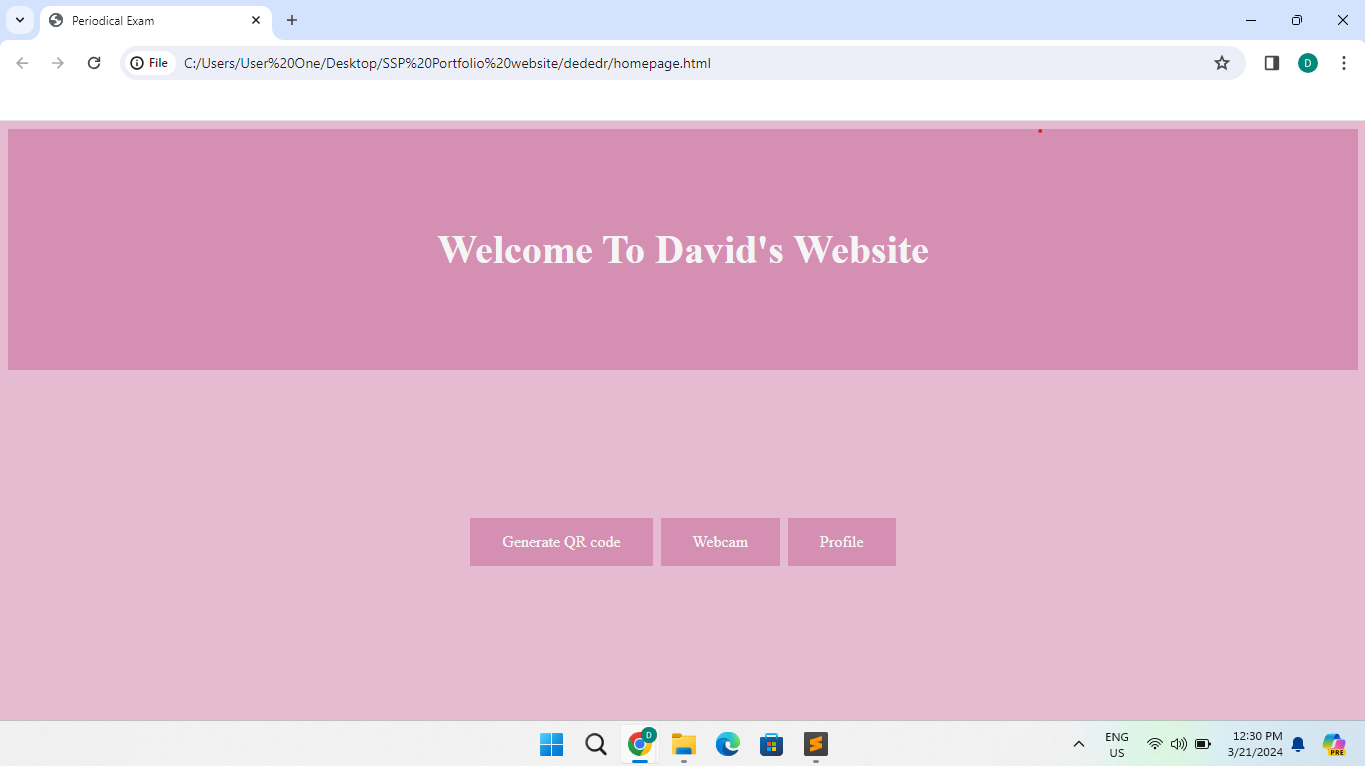 Periodical Exam
File C:/Users/User%20One/Desktop/SSP%20Portfolio%20website/dededr/homepage.html
D
Welcome To David's Website
Generate QR code Webcam Profile
D
ENG
US
12:30 PM
3/21/2024
PRE